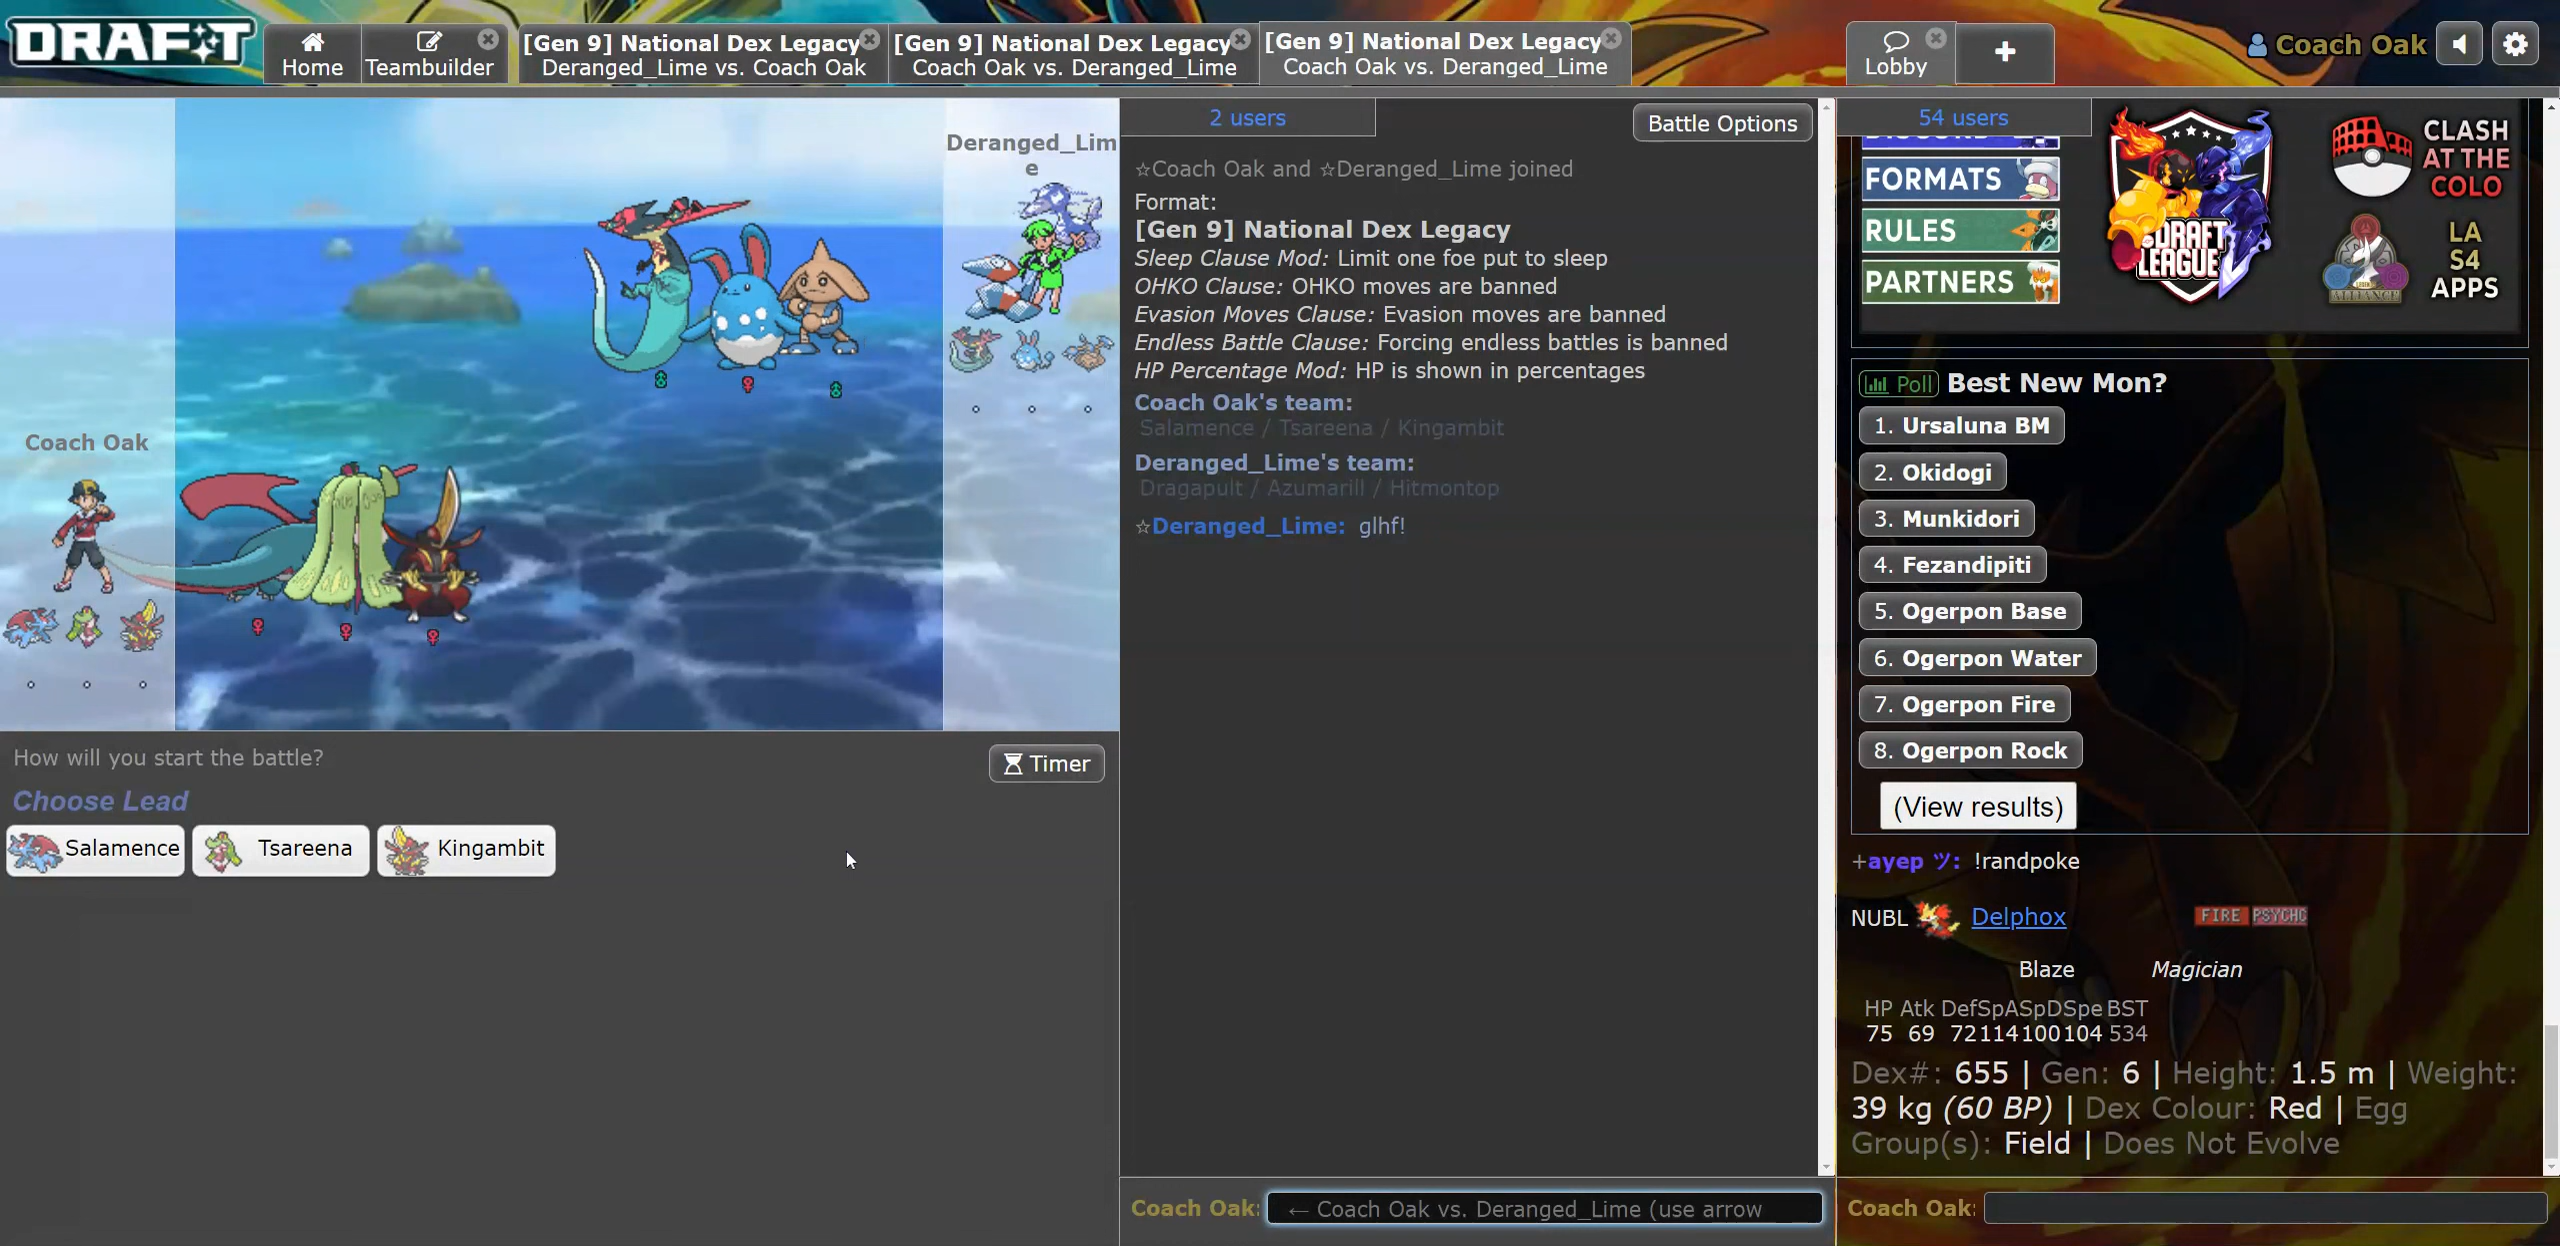 DRAFT
Home
Teambuilder
[Gen 9] National Dex Legacy
Deranged_Lime vs. Coach Oak
[Gen 9] National Dex Legacy
Coach Oak vs. Deranged_Lime
[Gen 9] National Dex Legacy
Coach Oak vs. Deranged_Lime
Lobby
Coach Oak
Deranged_Lim
e
Coach Oak
How will you start the battle?
Timer
Choose Lead
Salamence
Tsareena
Kingambit
2 users
Battle Options
☆Coach Oak and ☆Deranged_Lime joined
Format:
[Gen 9] National Dex Legacy
Sleep Clause Mod: Limit one foe put to sleep
OHKO Clause: OHKO moves are banned
Evasion Moves Clause: Evasion moves are banned
Endless Battle Clause: Forcing endless battles is banned
HP Percentage Mod: HP is shown in percentages
Coach Oak's team:
Salamence / Tsareena / Kingambit
Deranged_Lime's team:
Dragapult / Azumarill / Hitmontop
☆Deranged_Lime: glhf!
Coach Oak: ← Coach Oak vs. Deranged_Lime (use arrow
54 users
FORMATS
RULES
PARTNERS
DRAFT
LEAGUE
CLASH
AT THE
COLO
ALLIANCE
LA
S4
APPS
Poll Best New Mon?
1. Ursaluna BM
2. Okidogi
3. Munkidori
4. Fezandipiti
5. Ogerpon Base
6. Ogerpon Water
7. Ogerpon Fire
8. Ogerpon Rock
(View results)
+ayep ツ: !randpoke
NUBL Delphox FIRE PSYCHC
Blaze Magician
HP Atk Def SpA SpD Spe BST
75 69 72 114 100 104 534
Dex#: 655 | Gen: 6 | Height: 1.5 m | Weight:
39 kg (60 BP) | Dex Colour: Red | Egg
Group(s): Field | Does Not Evolve
Coach Oak: